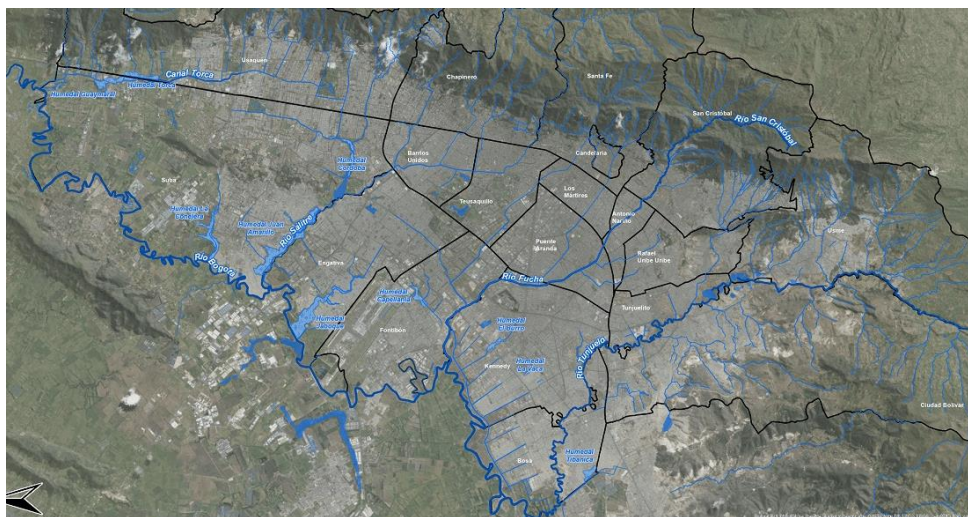 Usaquén
Canal Torca
Humedal Guaymaral
Humedal Torca
Chapinero
Santa Fe
San Cristóbal
Río San Cristóbal
Barrios
Unidos
Humedal
Córdoba
Candelaria
Suba
Teusaquillo
Los
Mártires
Antonio
Nariño
Humedal La
Conejera
Humedal Juan
Amarillo
Río Salitre
Usme
Puente
Aranda
Rafael
Uribe Uribe
Río Bogotá
Engativá
Río Fucha
Humedal
Capellanía
Tunjuelito
Humedal
Jaboque
Fontibón
Humedal
El Burro
Kennedy
Humedal
La Vaca
Río Tunjuelo
Ciudad Bolívar
Bosa
Humedal
Tibanica